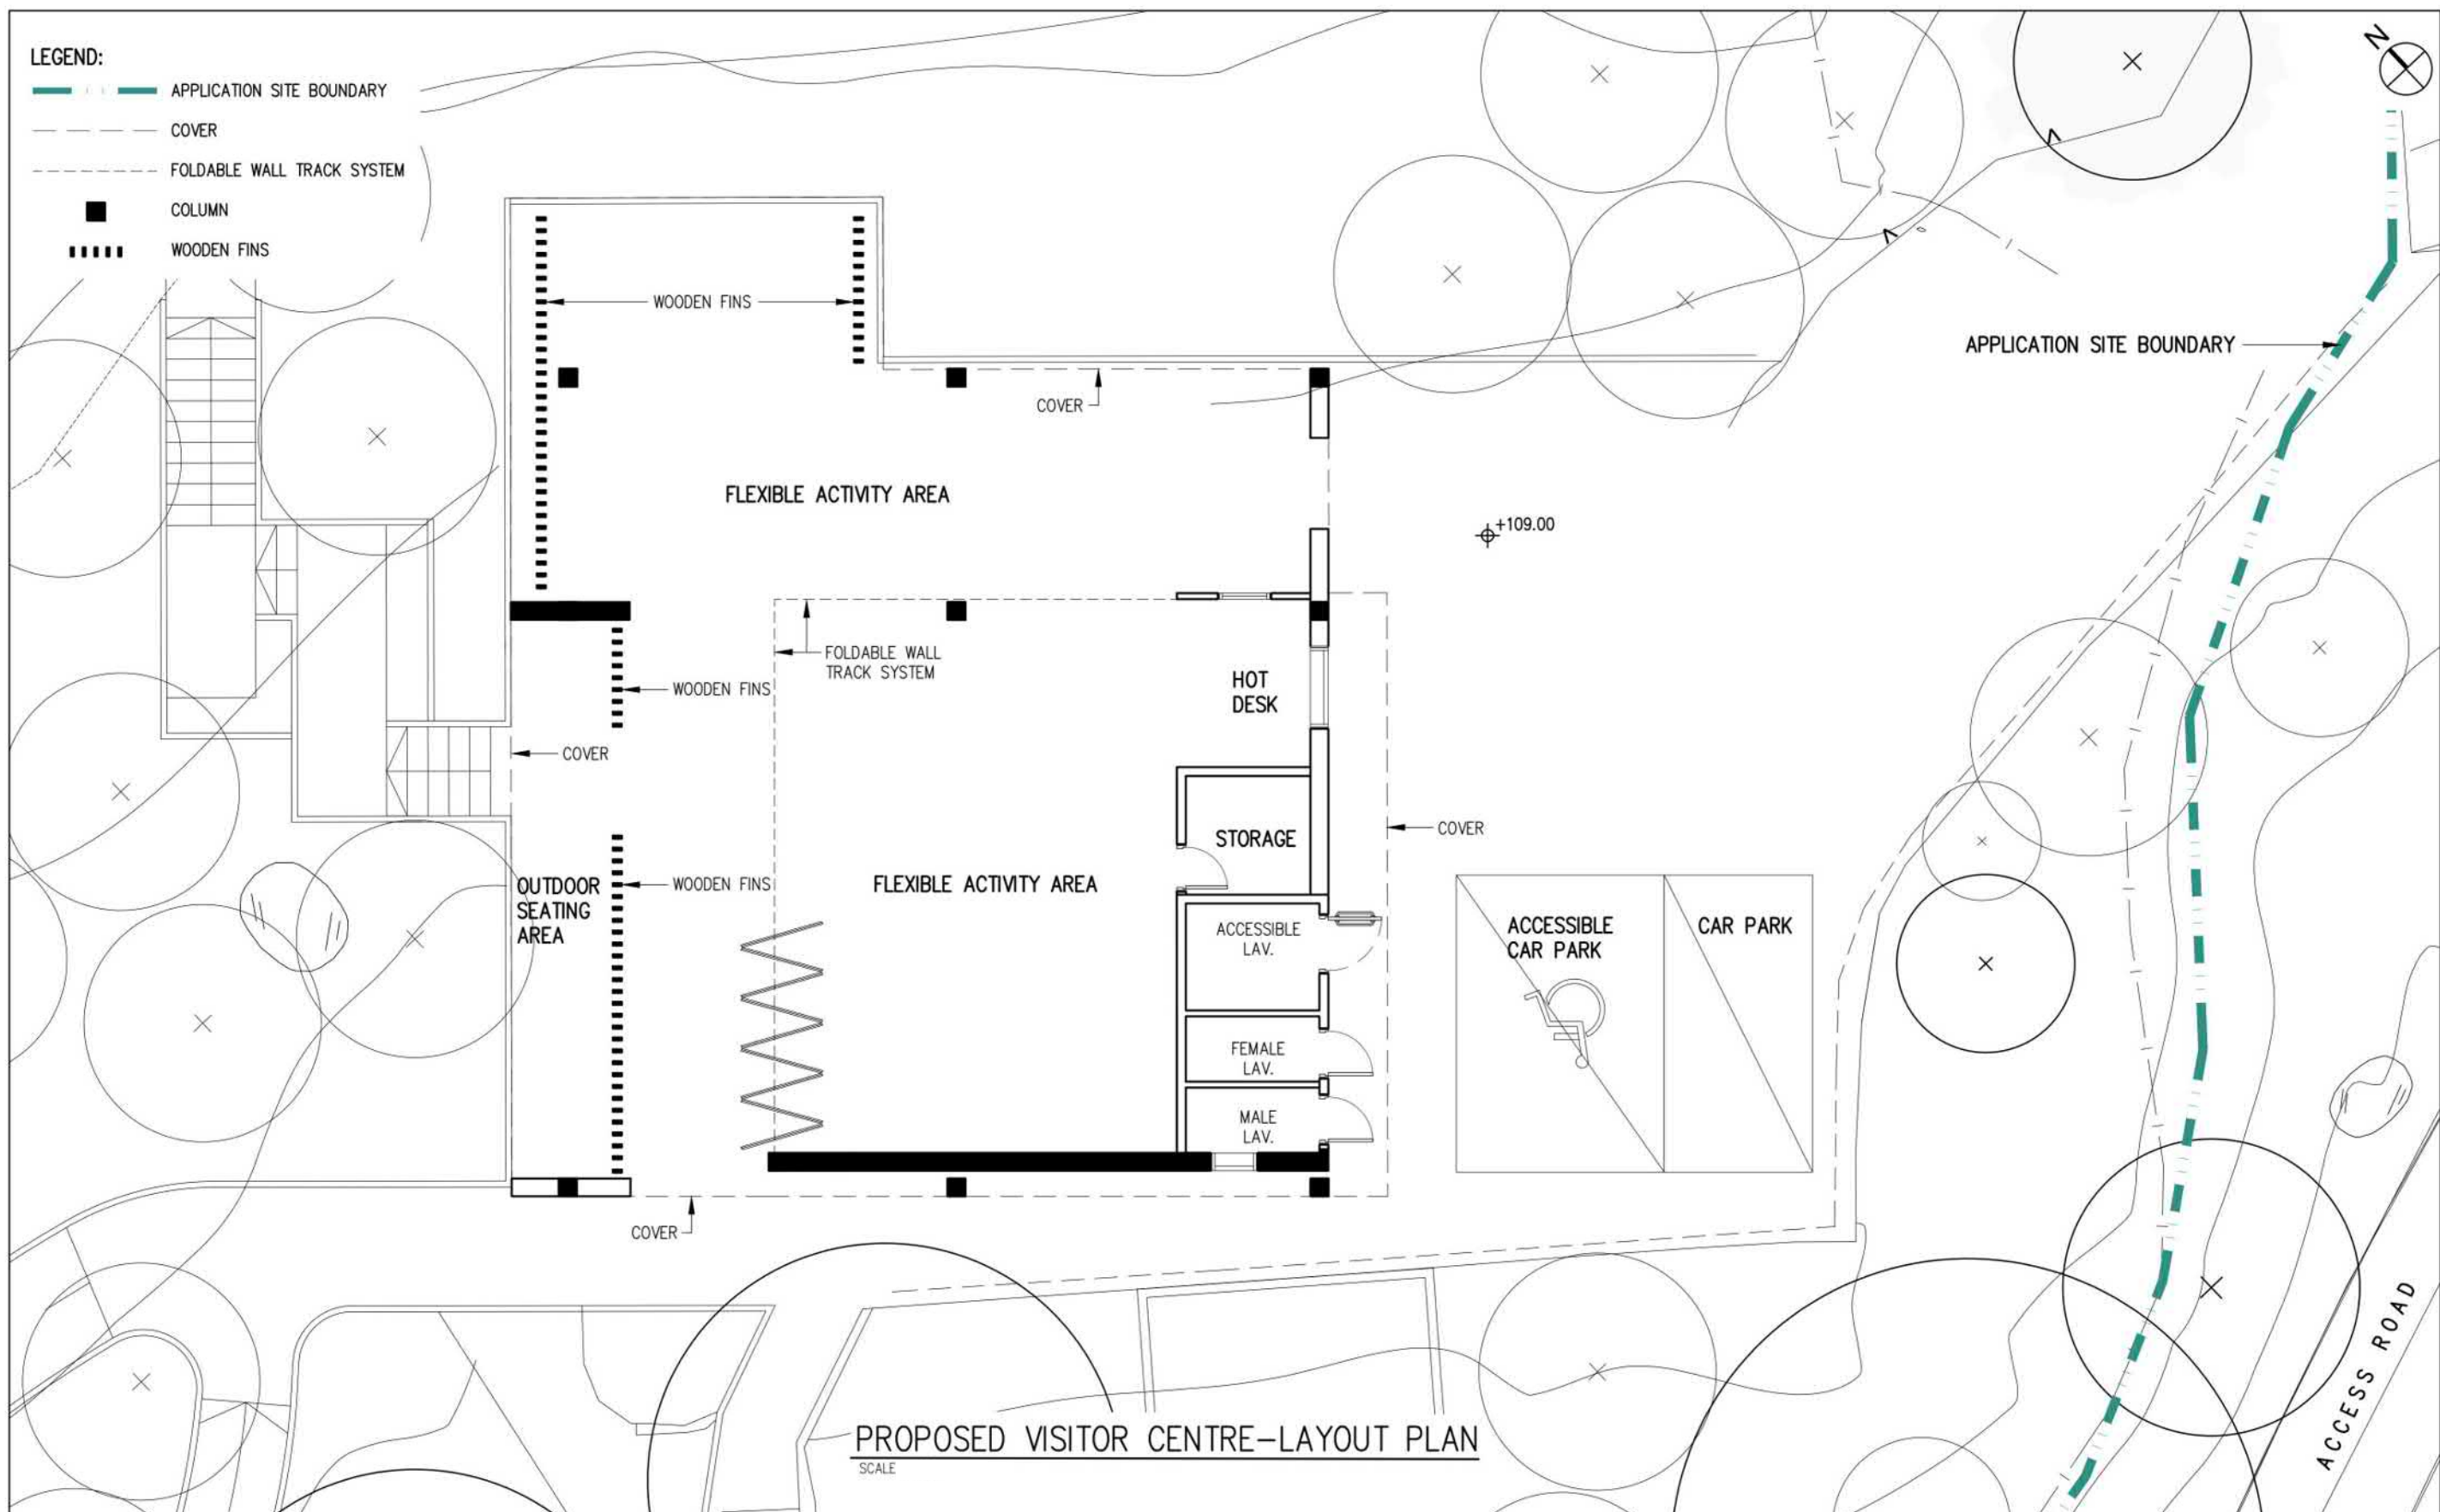 LEGEND:
APPLICATION SITE BOUNDARY
COVER
FOLDABLE WALL TRACK SYSTEM
COLUMN
WOODEN FINS
N
WOODEN FINS
APPLICATION SITE BOUNDARY
COVER
FLEXIBLE ACTIVITY AREA
+109.00
FOLDABLE WALL
TRACK SYSTEM
WOODEN FINS
HOT
DESK
COVER
STORAGE
COVER
OUTDOOR
SEATING
AREA
WOODEN FINS
FLEXIBLE ACTIVITY AREA
ACCESSIBLE
LAV.
ACCESSIBLE
CAR PARK
CAR PARK
FEMALE
LAV.
MALE
LAV.
COVER
ACCESS ROAD
PROPOSED VISITOR CENTRE-LAYOUT PLAN
SCALE